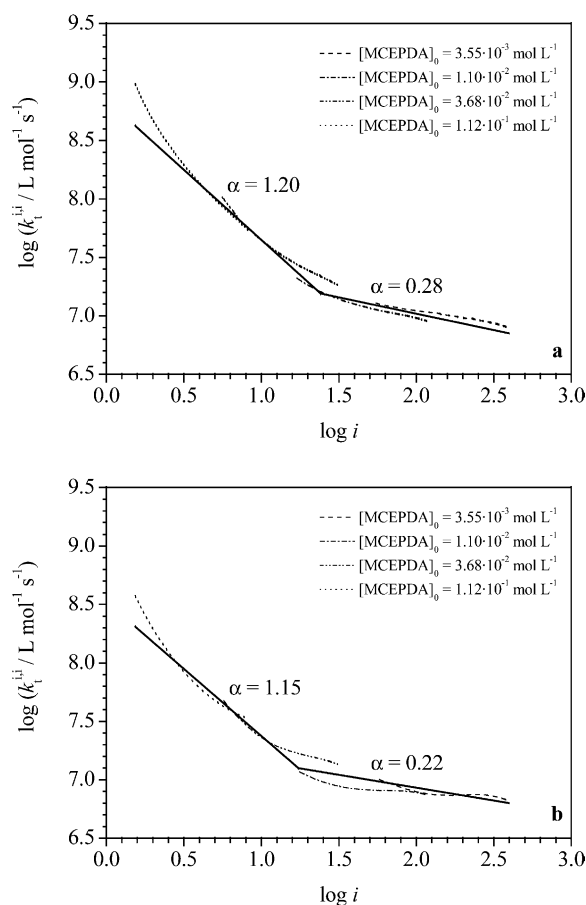 9.5
9.0
8.5
8.0
7.5
7.0
6.5
log (k_t^{i,i} / L mol^{-1} s^{-1})
[MCEPDA]_0 = 3.55·10^{-3} mol L^{-1}
[MCEPDA]_0 = 1.10·10^{-2} mol L^{-1}
[MCEPDA]_0 = 3.68·10^{-2} mol L^{-1}
[MCEPDA]_0 = 1.12·10^{-1} mol L^{-1}
α = 1.20
α = 0.28
a
0.0 0.5 1.0 1.5 2.0 2.5 3.0
log i
9.5
9.0
8.5
8.0
7.5
7.0
6.5
log (k_t^{i,i} / L mol^{-1} s^{-1})
[MCEPDA]_0 = 3.55·10^{-3} mol L^{-1}
[MCEPDA]_0 = 1.10·10^{-2} mol L^{-1}
[MCEPDA]_0 = 3.68·10^{-2} mol L^{-1}
[MCEPDA]_0 = 1.12·10^{-1} mol L^{-1}
α = 1.15
α = 0.22
b
0.0 0.5 1.0 1.5 2.0 2.5 3.0
log i